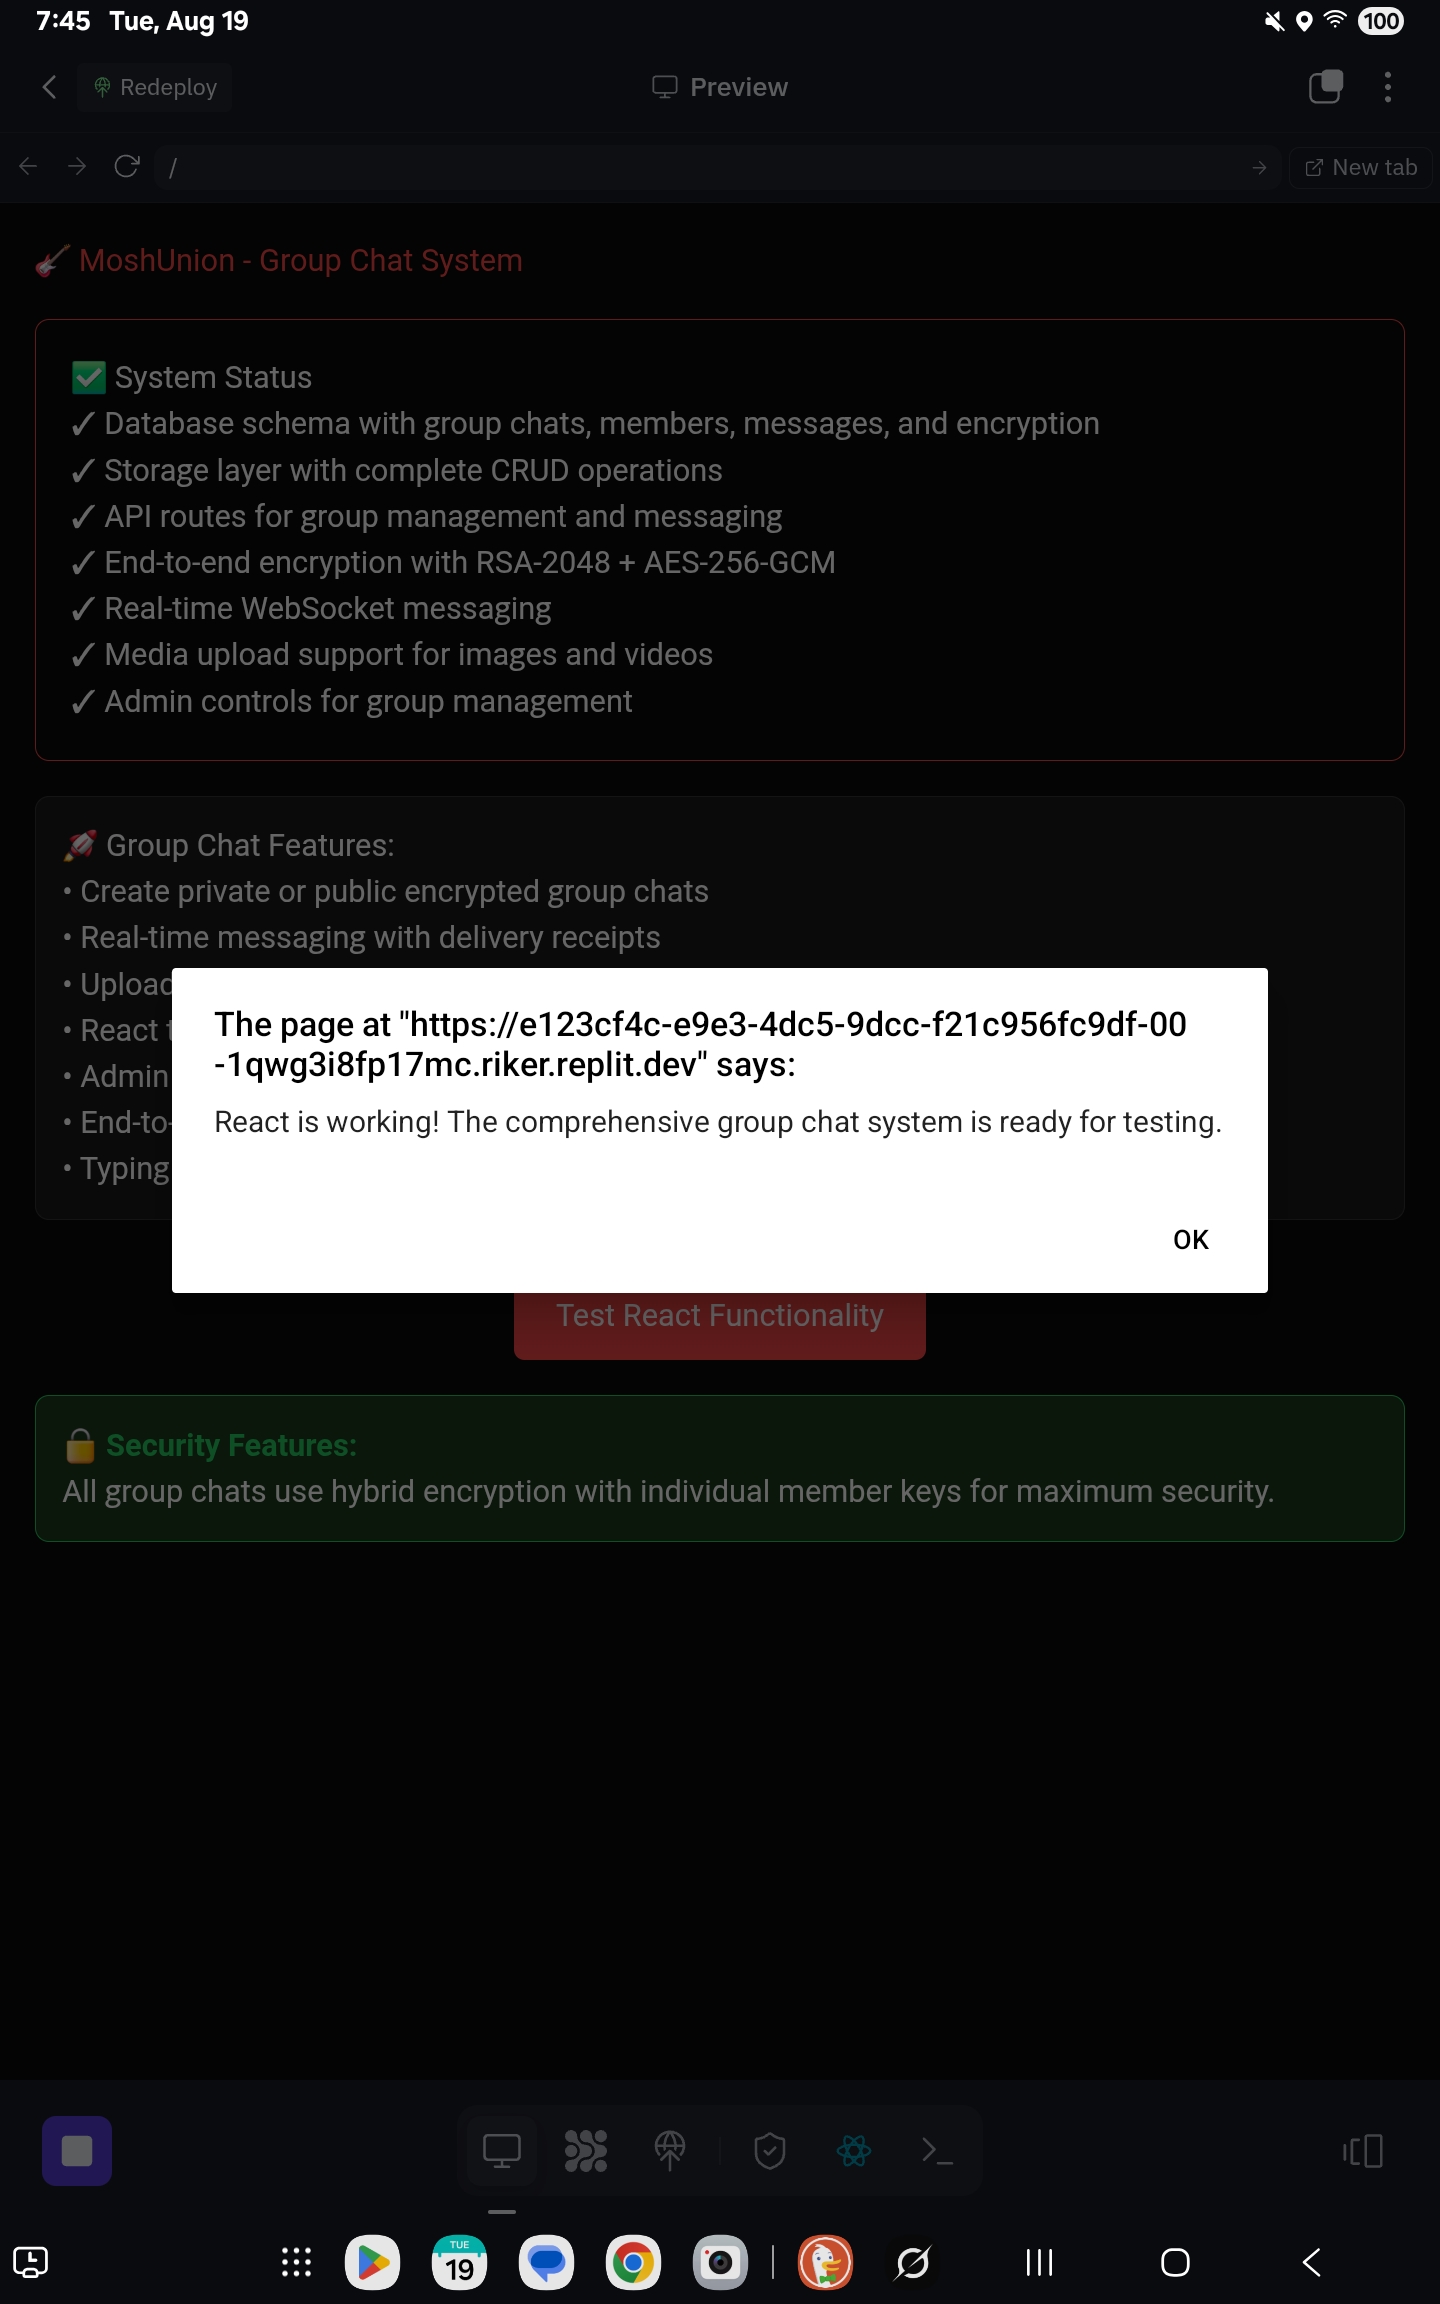 7:45 Tue, Aug 19
100
Redeploy
Preview
/
New tab
MoshUnion - Group Chat System
✅ System Status
✓ Database schema with group chats, members, messages, and encryption
✓ Storage layer with complete CRUD operations
✓ API routes for group management and messaging
✓ End-to-end encryption with RSA-2048 + AES-256-GCM
✓ Real-time WebSocket messaging
✓ Media upload support for images and videos
✓ Admin controls for group management
🚀 Group Chat Features:
• Create private or public encrypted group chats
• Real-time messaging with delivery receipts
• Upload
• React t
• Admin
• End-to-
• Typing
The page at "https://e123cf4c-e9e3-4dc5-9dcc-f21c956fc9df-00
-1qwg3i8fp17mc.riker.replit.dev" says:
React is working! The comprehensive group chat system is ready for testing.
OK
Test React Functionality
🔒 Security Features:
All group chats use hybrid encryption with individual member keys for maximum security.
TUE
19